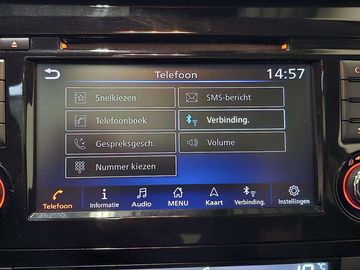 Telefoon 14:57
Snelkiezen SMS-bericht
Telefoonboek Verbinding.
Gespreksgesch. Volume
Nummer kiezen
Telefoon Informatie Audio MENU Kaart Verbinding. Instellingen